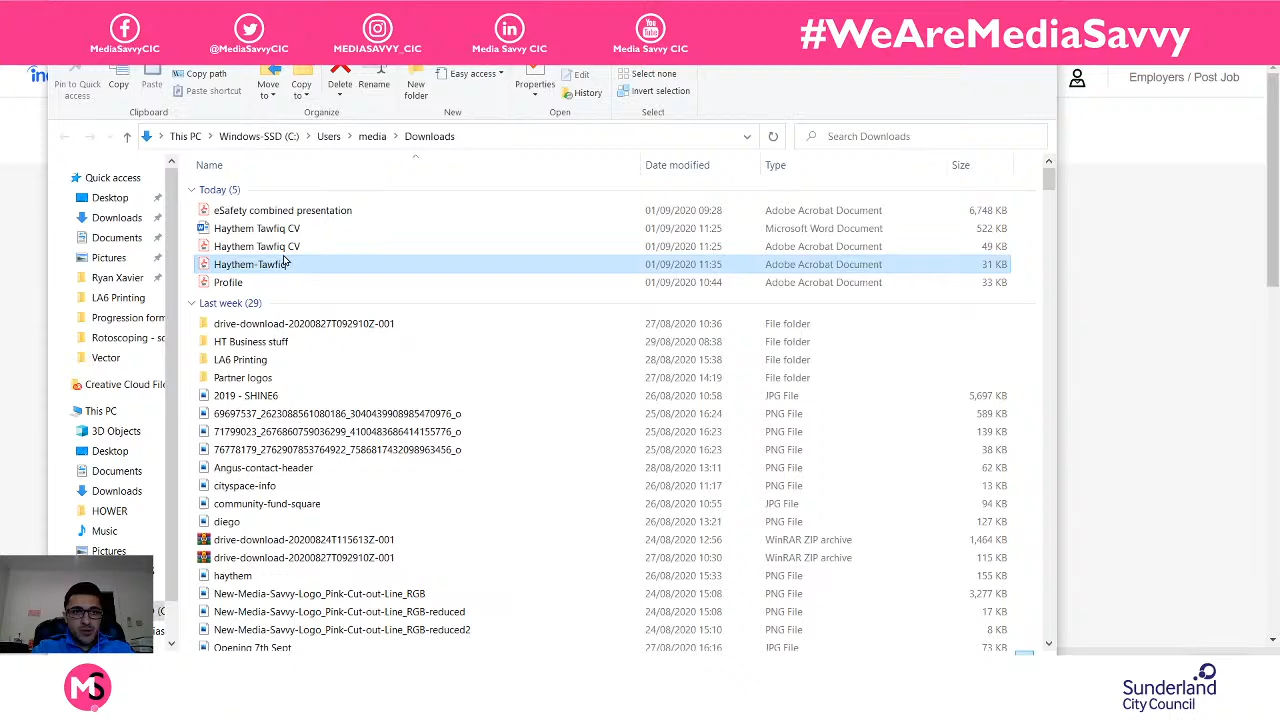 MediaSavvyCIC
@MediaSavvyCIC
MEDIASAVVY_CIC
Media Savvy CIC
You Tube
Media Savvy CIC
#WeAreMediaSavvy
Pin to Quick access
Copy
Paste
Copy path
Paste shortcut
Move to
Copy to
Delete
Rename
New folder
Easy access
Properties
Edit
History
Select none
Invert selection
Clipboard
Organize
New
Open
Select
Employers / Post Job
This PC > Windows-SSD (C:) > Users > media > Downloads
Search Downloads
Name Date modified Type Size
Quick access
Desktop
Downloads
Documents
Pictures
Ryan Xavier
LA6 Printing
Progression form
Rotoscoping - sc
Vector
Creative Cloud File
This PC
3D Objects
Desktop
Documents
Downloads
HOWER
Music
Pictures
Today (5)
eSafety combined presentation 01/09/2020 09:28 Adobe Acrobat Document 6,748 KB
Haythem Tawfiq CV 01/09/2020 11:25 Microsoft Word Document 522 KB
Haythem Tawfiq CV 01/09/2020 11:25 Adobe Acrobat Document 49 KB
Haythem-Tawfiq 01/09/2020 11:35 Adobe Acrobat Document 31 KB
Profile 01/09/2020 10:44 Adobe Acrobat Document 33 KB
Last week (29)
drive-download-20200827T092910Z-001 27/08/2020 10:36 File folder
HT Business stuff 29/08/2020 08:38 File folder
LA6 Printing 28/08/2020 15:38 File folder
Partner logos 27/08/2020 14:19 File folder
2019 - SHINE6 26/08/2020 10:58 JPG File 5,697 KB
69697537_2623088561080186_3040439908985470976_o 25/08/2020 16:24 PNG File 589 KB
71799023_2676860759036299_4100483686414155776_o 25/08/2020 16:23 PNG File 139 KB
76778179_2762907853764922_7586817432098963456_o 25/08/2020 16:23 PNG File 38 KB
Angus-contact-header 28/08/2020 13:11 PNG File 62 KB
cityspace-info 26/08/2020 11:17 PNG File 13 KB
community-fund-square 26/08/2020 10:55 JPG File 94 KB
diego 26/08/2020 13:21 PNG File 127 KB
drive-download-20200824T115613Z-001 24/08/2020 12:56 WinRAR ZIP archive 1,464 KB
drive-download-20200827T092910Z-001 27/08/2020 10:30 WinRAR ZIP archive 115 KB
haythem 26/08/2020 15:33 PNG File 155 KB
New-Media-Savvy-Logo_Pink-Cut-out-Line_RGB 24/08/2020 15:08 PNG File 3,277 KB
New-Media-Savvy-Logo_Pink-Cut-out-Line_RGB-reduced 24/08/2020 15:08 PNG File 17 KB
New-Media-Savvy-Logo_Pink-Cut-out-Line_RGB-reduced2 24/08/2020 15:10 PNG File 8 KB
Opening 7th Sept 27/08/2020 16:16 PNG File 73 KB
MS
Sunderland
City Council